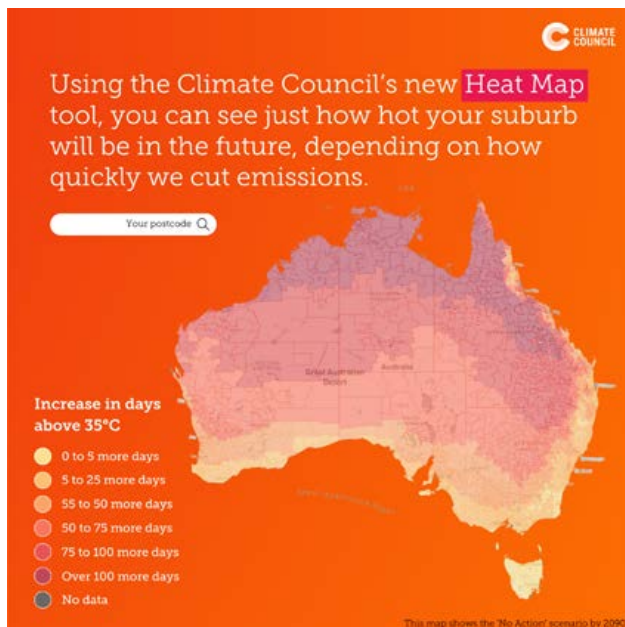 CLIMATE
COUNCIL
Using the Climate Council's new Heat Map
tool, you can see just how hot your suburb
will be in the future, depending on how
quickly we cut emissions.
Your postcode
Great Australian
Australia
Increase in days
above 35°C
0 to 5 more days
5 to 25 more days
55 to 50 more days
50 to 75 more days
75 to 100 more days
Over 100 more days
No data
This map shows the 'No Action' scenario by 2090